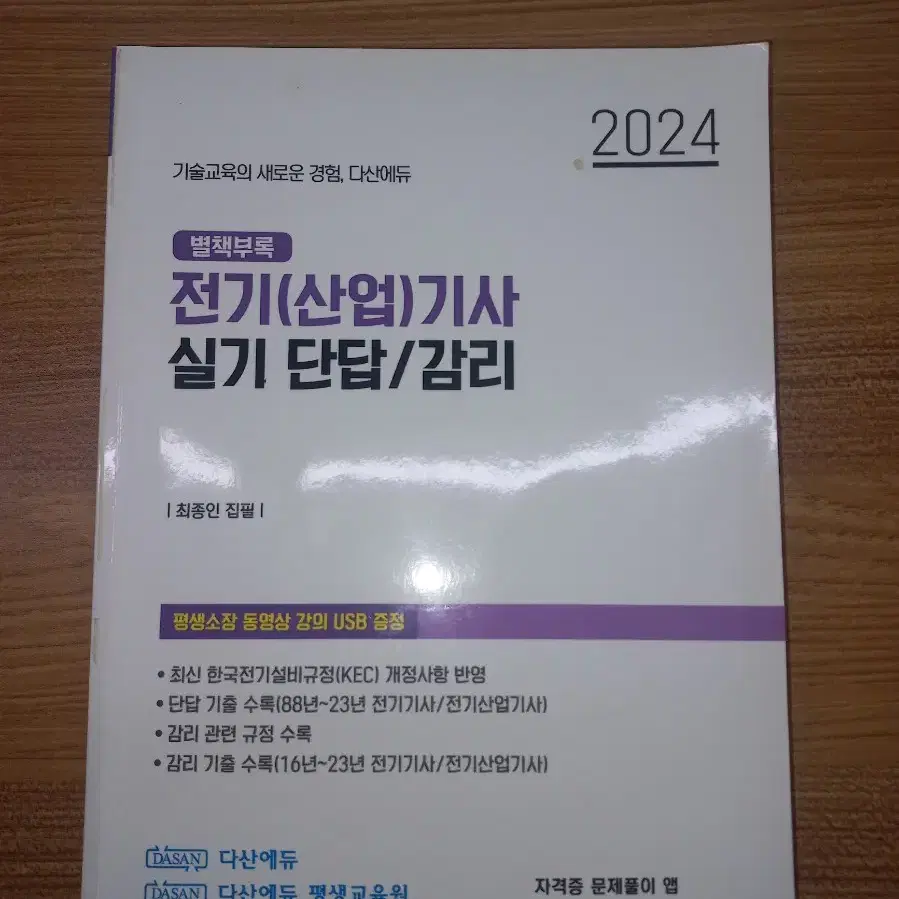 2024
기술교육의 새로운 경험, 다산에듀
별책부록
전기(산업)기사
실기 단답/감리
| 최종인 집필 |
평생소장 동영상 강의 USB 증정
• 최신 한국전기설비규정(KEC) 개정사항 반영
• 단답 기출 수록(88년~23년 전기기사/전기산업기사)
• 감리 관련 규정 수록
• 감리 기출 수록(16년~23년 전기기사/전기산업기사)
DASAN 다산에듀
DASAN 다산에듀 평생교육원
자격증 문제풀이 앱